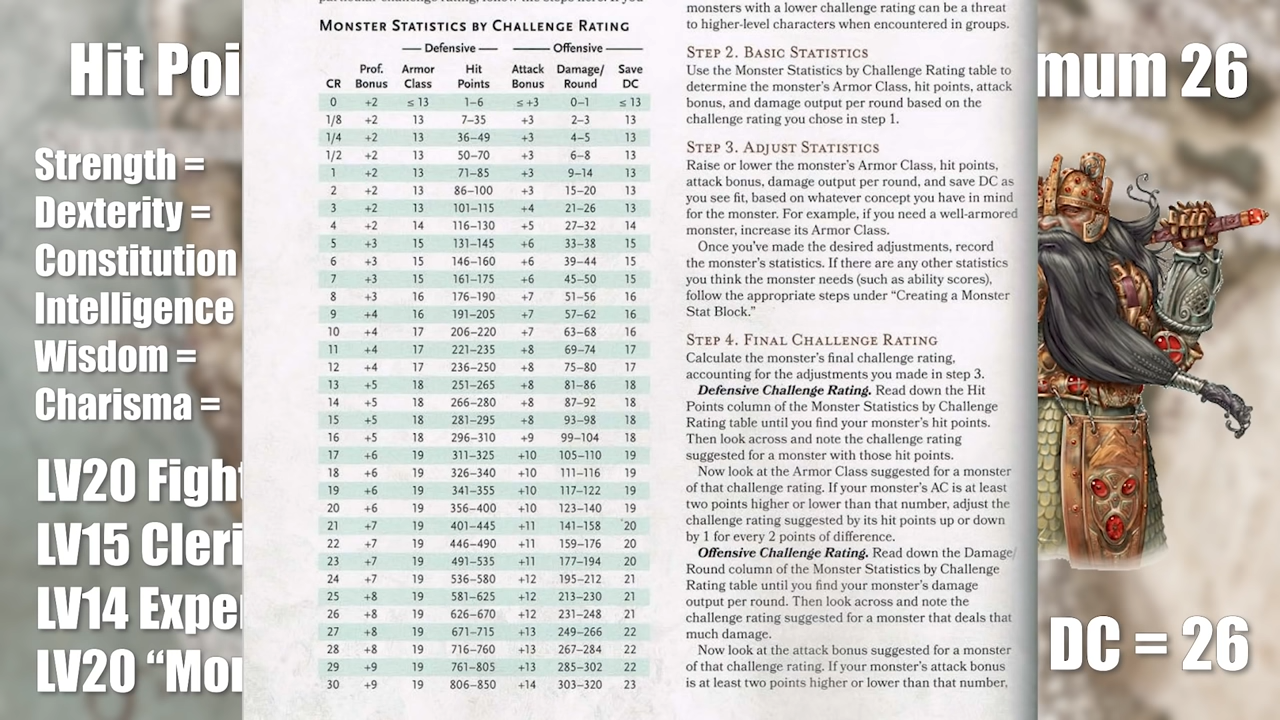 Hit Poi
mum 26
Strength =
Dexterity =
Constitution
Intelligence
Wisdom =
Charisma =
LV20 Fight
LV15 Cleri
LV14 Exper
LV20 “Mon
DC = 26
MONSTER STATISTICS BY CHALLENGE RATING
Defensive Offensive
CR Prof. Bonus Armor Class Hit Points Attack Bonus Damage/ Round Save DC
0 +2 ≤ 13 1–6 ≤ +3 0–1 ≤ 13
1/8 +2 13 7–35 +3 2–3 13
1/4 +2 13 36–49 +3 4–5 13
1/2 +2 13 50–70 +3 6–8 13
1 +2 13 71–85 +3 9–14 13
2 +2 13 86–100 +3 15–20 13
3 +2 13 101–115 +4 21–26 13
4 +2 14 116–130 +5 27–32 14
5 +3 15 131–145 +6 33–38 15
6 +3 15 146–160 +6 39–44 15
7 +3 15 161–175 +6 45–50 15
8 +3 16 176–190 +7 51–56 16
9 +4 16 191–205 +7 57–62 16
10 +4 17 206–220 +7 63–68 16
11 +4 17 221–235 +8 69–74 17
12 +4 17 236–250 +8 75–80 17
13 +5 18 251–265 +8 81–86 18
14 +5 18 266–280 +8 87–92 18
15 +5 18 281–295 +8 93–98 18
16 +5 18 296–310 +9 99–104 18
17 +6 19 311–325 +10 105–110 19
18 +6 19 326–340 +10 111–116 19
19 +6 19 341–355 +10 117–122 19
20 +6 19 356–400 +10 123–140 19
21 +7 19 401–445 +11 141–158 20
22 +7 19 446–490 +11 159–176 20
23 +7 19 491–535 +11 177–194 20
24 +7 19 536–580 +12 195–212 21
25 +8 19 581–625 +12 213–230 21
26 +8 19 626–670 +12 231–248 21
27 +8 19 671–715 +13 249–266 22
28 +8 19 716–760 +13 267–284 22
29 +9 19 761–805 +13 285–302 22
30 +9 19 806–850 +14 303–320 23
monsters with a lower challenge rating can be a threat
to higher-level characters when encountered in groups.
STEP 2. BASIC STATISTICS
Use the Monster Statistics by Challenge Rating table to
determine the monster's Armor Class, hit points, attack
bonus, and damage output per round based on the
challenge rating you chose in step 1.
STEP 3. ADJUST STATISTICS
Raise or lower the monster's Armor Class, hit points,
attack bonus, damage output per round, and save DC as
you see fit, based on whatever concept you have in mind
for the monster. For example, if you need a well-armored
monster, increase its Armor Class.
Once you've made the desired adjustments, record
the monster's statistics. If there are any other statistics
you think the monster needs (such as ability scores),
follow the appropriate steps under “Creating a Monster
Stat Block.”
STEP 4. FINAL CHALLENGE RATING
Calculate the monster's final challenge rating,
accounting for the adjustments you made in step 3.
Defensive Challenge Rating. Read down the Hit
Points column of the Monster Statistics by Challenge
Rating table until you find your monster's hit points.
Then look across and note the challenge rating
suggested for a monster with those hit points.
Now look at the Armor Class suggested for a monster
of that challenge rating. If your monster's AC is at least
two points higher or lower than that number, adjust the
challenge rating suggested by its hit points up or down
by 1 for every 2 points of difference.
Offensive Challenge Rating. Read down the Damage/
Round column of the Monster Statistics by Challenge
Rating table until you find your monster's damage
output per round. Then look across and note the
challenge rating suggested for a monster that deals that
much damage.
Now look at the attack bonus suggested for a monster
of that challenge rating. If your monster's attack bonus
is at least two points higher or lower than that number,